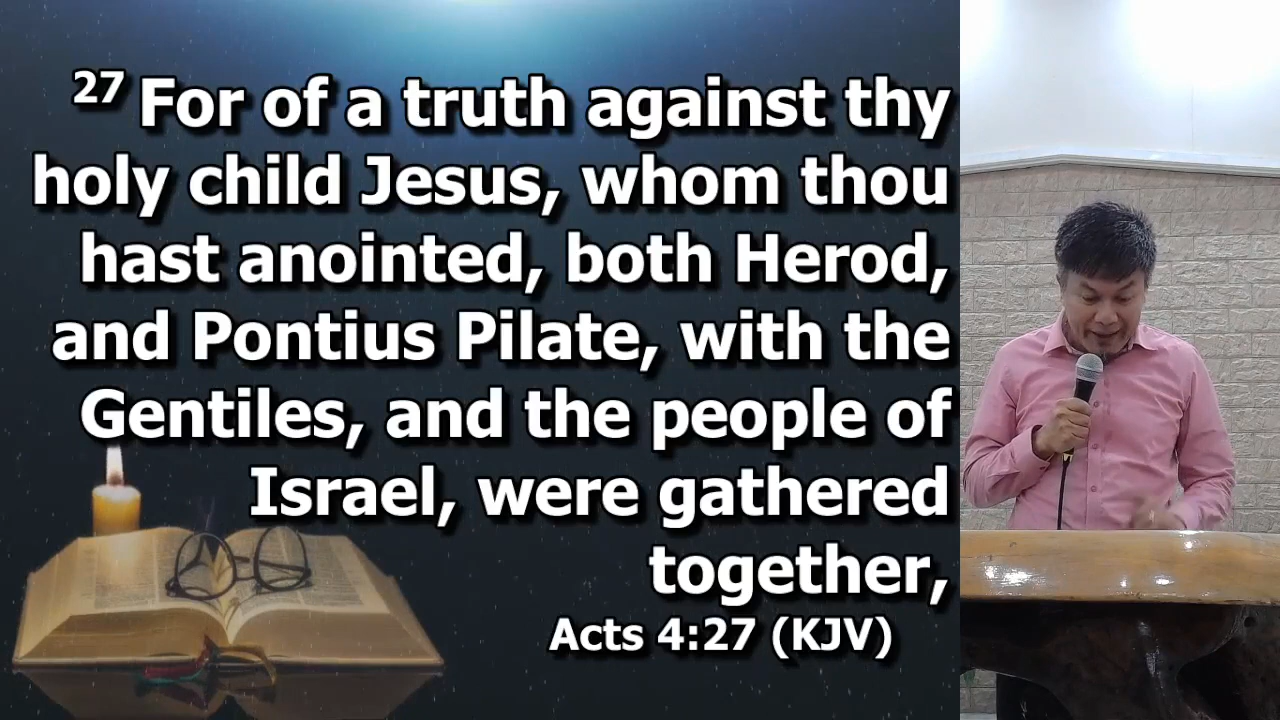 27 For of a truth against thy
holy child Jesus, whom thou
hast anointed, both Herod,
and Pontius Pilate, with the
Gentiles, and the people of
Israel, were gathered
together,
Acts 4:27 (KJV)